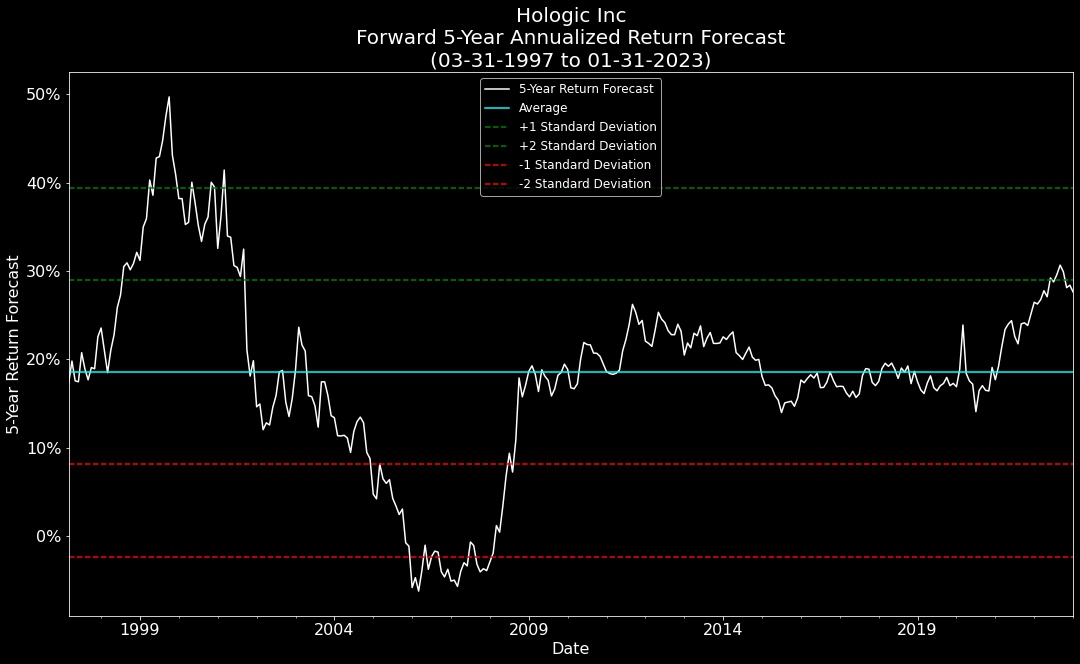 Hologic Inc
Forward 5-Year Annualized Return Forecast
(03-31-1997 to 01-31-2023)
5-Year Return Forecast
Average
+1 Standard Deviation
+2 Standard Deviation
-1 Standard Deviation
-2 Standard Deviation
5-Year Return Forecast
50%
40%
30%
20%
10%
0%
1999 2004 2009 2014 2019
Date